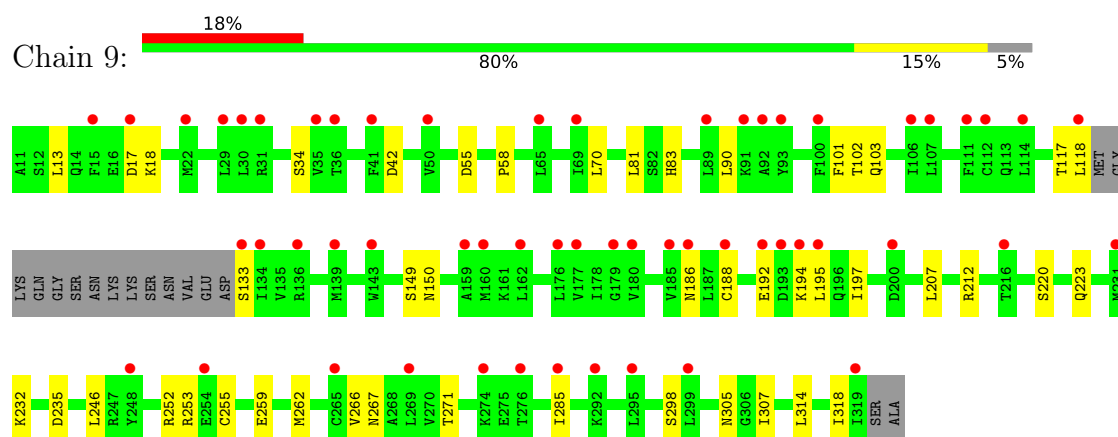 18%
Chain 9:
80% 15% 5%
A11 S12 L13 Q14 F15 E16 D17 K18 M22 L29 L30 R31 S34 V35 T36 F41 D42 V50 D55 P58 L65 I69 L70 L81 S82 H83 L89 L90 K91 A92 Y93 F100 F101 T102 Q103 I106 L107 F111 C112 Q113 L114 T117 L118 MET GLY
LYS GLN GLY SER ASN LYS LYS SER ASN VAL GLU ASP S133 I134 V135 R136 M139 W143 S149 N150 A159 M160 K161 L162 L176 V177 I178 G179 V180 V185 N186 L187 C188 E192 D193 K194 L195 Q196 I197 D200 L207 R212 T216 S220 Q223 M231
K232 D235 L246 R247 Y248 R252 R253 E254 C255 E259 M262 C265 V266 N267 A268 L269 V270 T271 K274 E275 T276 I285 K292 L295 S298 L299 N305 G306 I307 L314 I318 I319 SER ALA